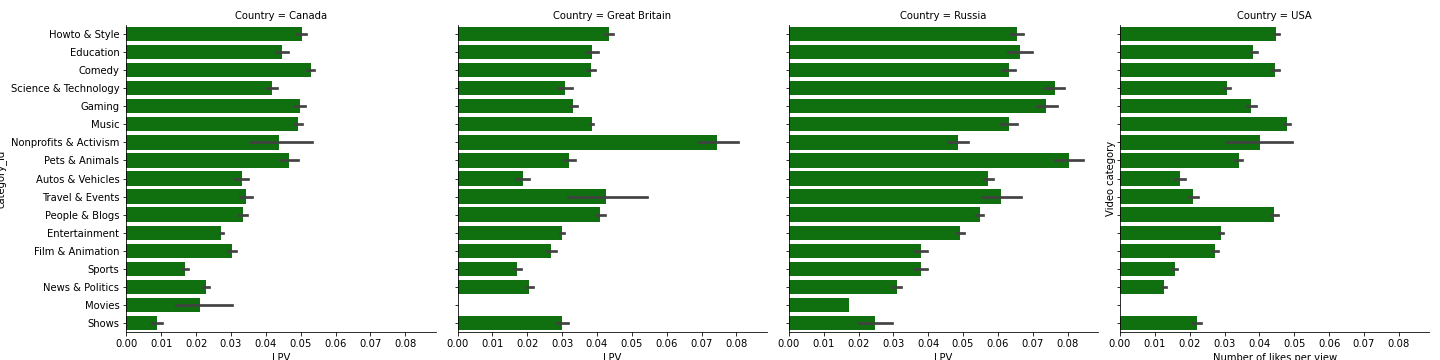 Country = Canada
Country = Great Britain
Country = Russia
Country = USA
Howto & Style
Education
Comedy
Science & Technology
Gaming
Music
Nonprofits & Activism
Pets & Animals
Autos & Vehicles
Travel & Events
People & Blogs
Entertainment
Film & Animation
Sports
News & Politics
Movies
Shows
category_id
Video category
0.00 0.01 0.02 0.03 0.04 0.05 0.06 0.07 0.08
0.00 0.01 0.02 0.03 0.04 0.05 0.06 0.07 0.08
0.00 0.01 0.02 0.03 0.04 0.05 0.06 0.07 0.08
0.00 0.01 0.02 0.03 0.04 0.05 0.06 0.07 0.08
LPV
LPV
LPV
Number of likes per view